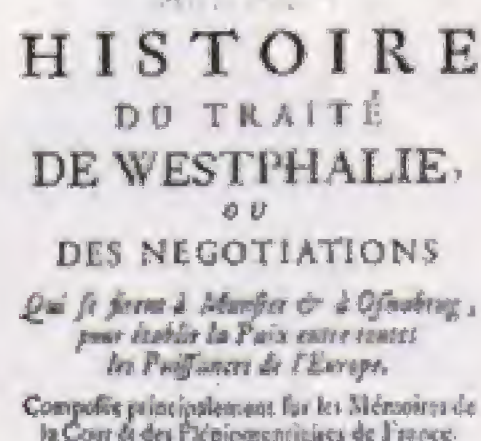 HISTOIRE
DU TRAITÉ
DE WESTPHALIE,
OU
DES NEGOTIATIONS
Qui se firent à Munster & à Osnabrug,
pour établir la Paix entre toutes
les Puissances de l'Europe.
Composée principalement sur les Mémoires de
la Cour & des Plénipotentiaires de France.